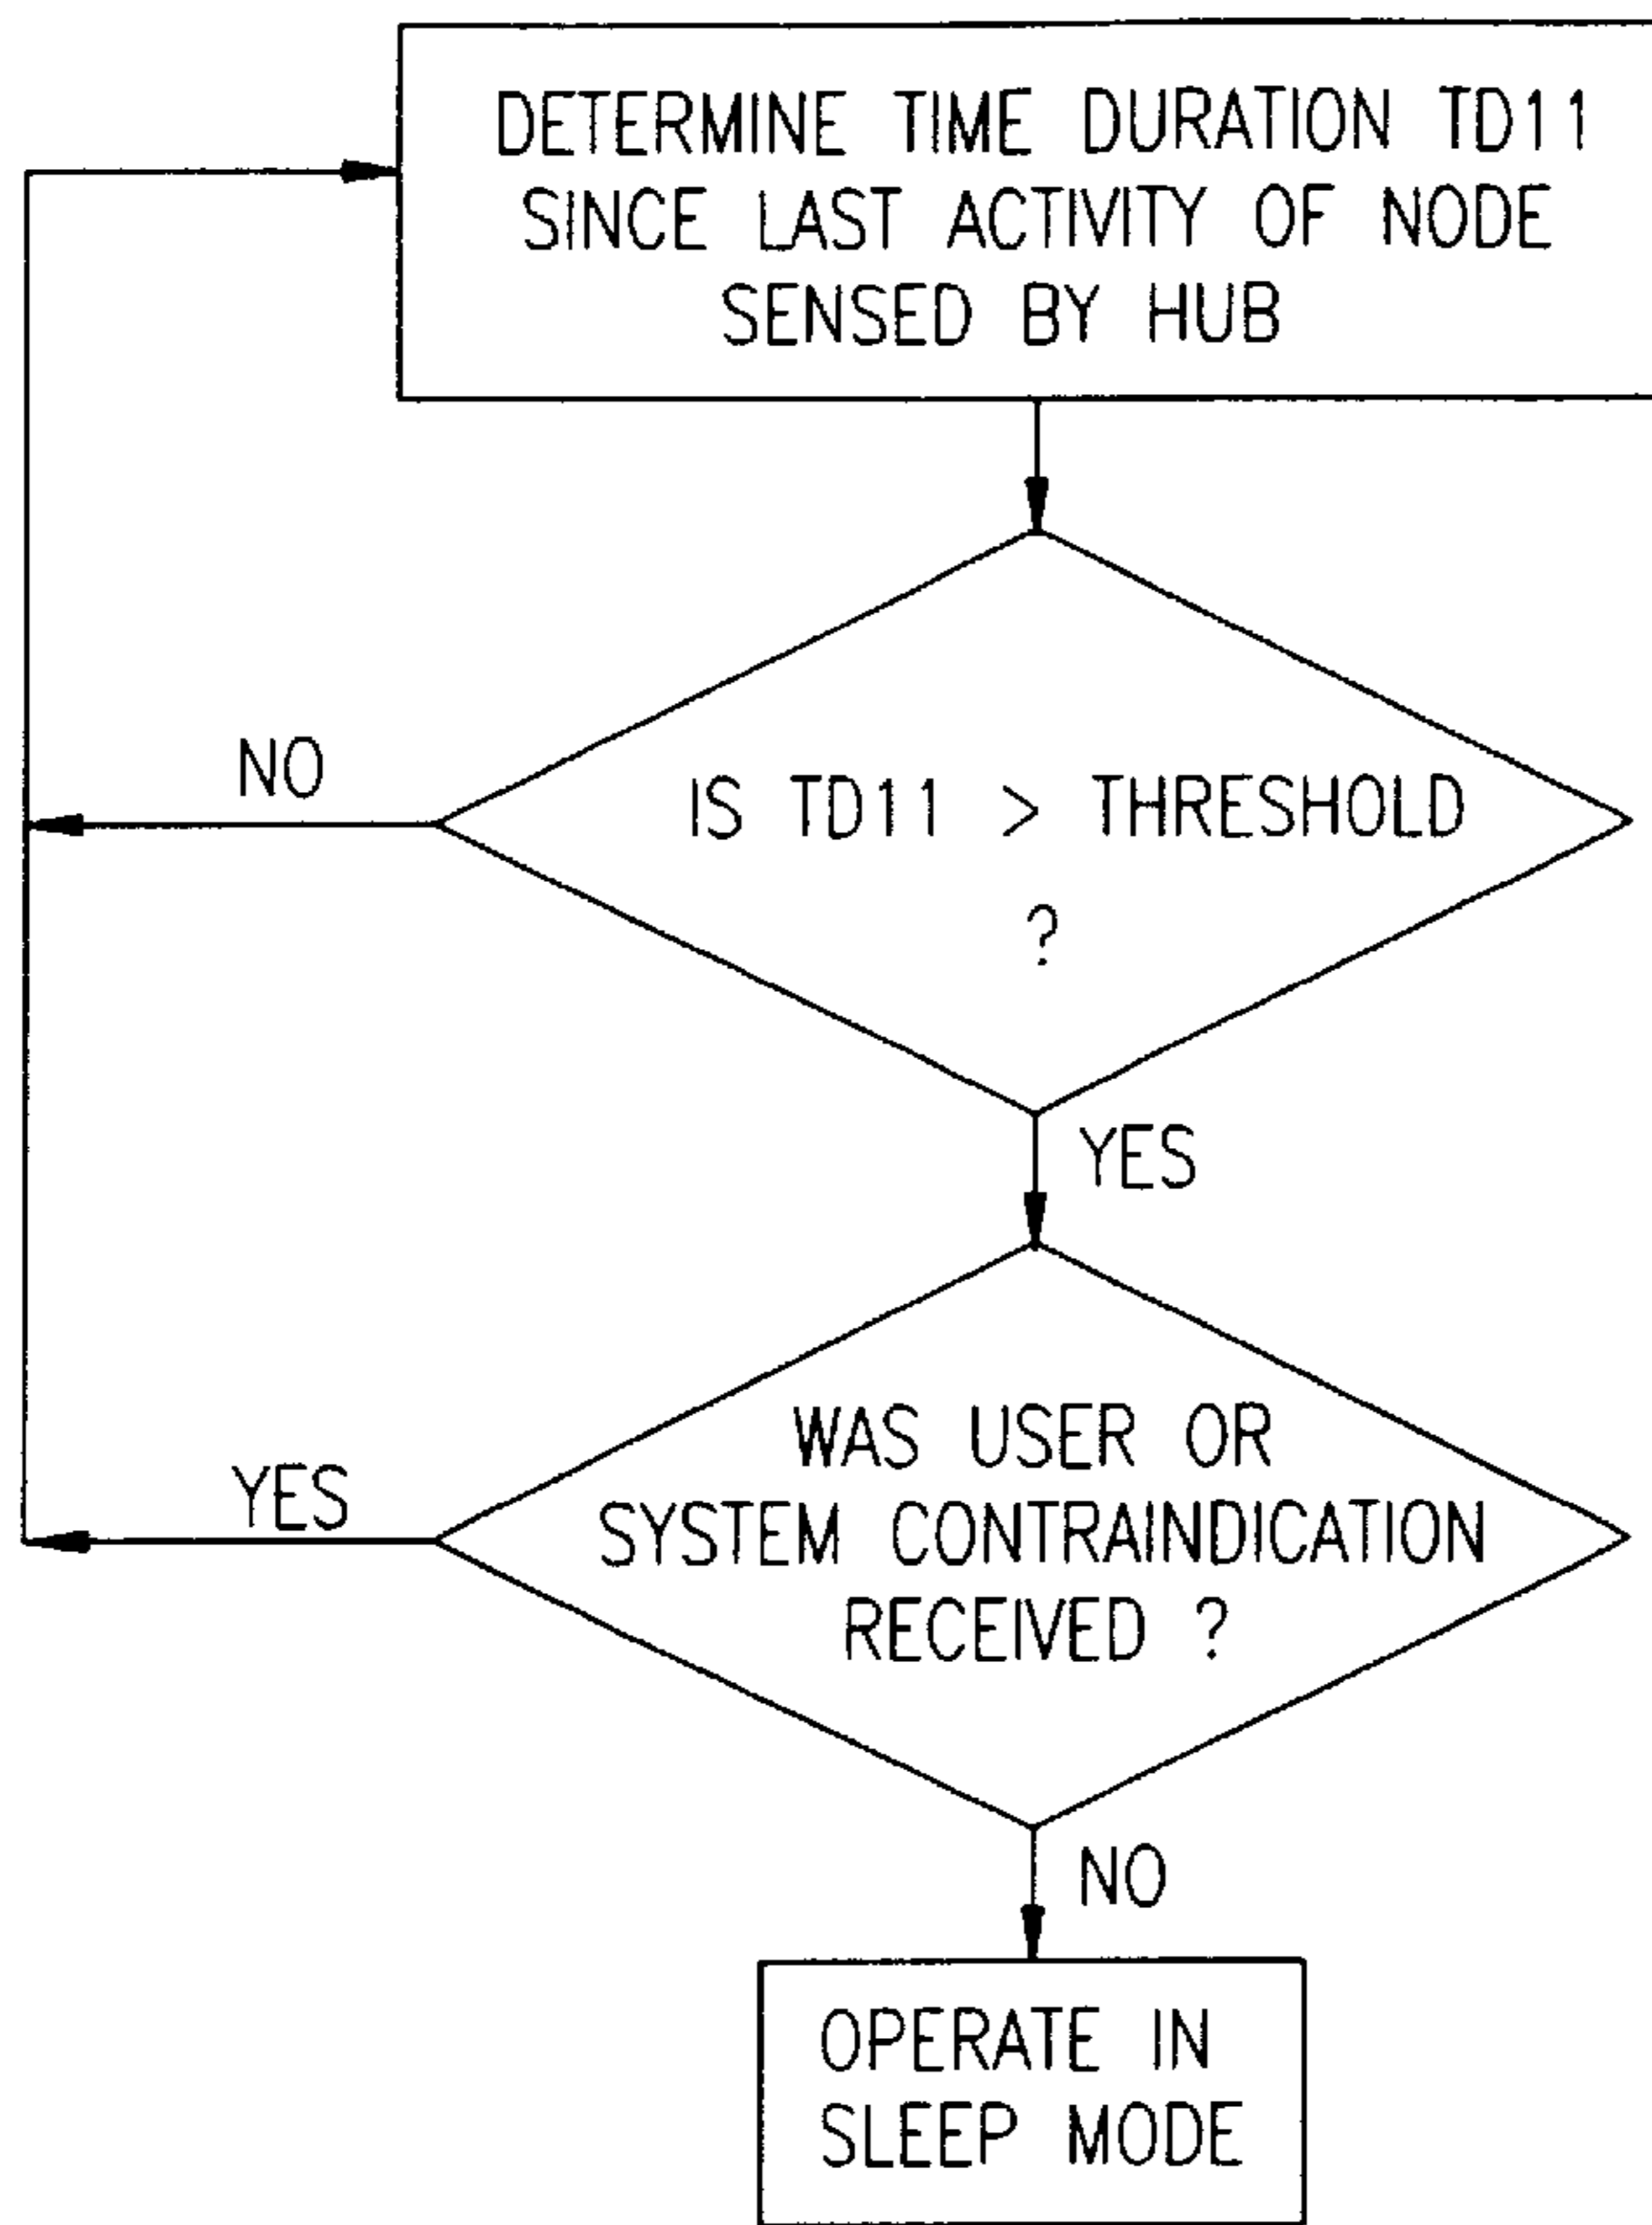 DETERMINE TIME DURATION TD11
SINCE LAST ACTIVITY OF NODE
SENSED BY HUB
NO
IS TD11 > THRESHOLD
?
YES
WAS USER OR
YES
SYSTEM CONTRAINDICATION
RECEIVED ?
NO
OPERATE IN
SLEEP MODE